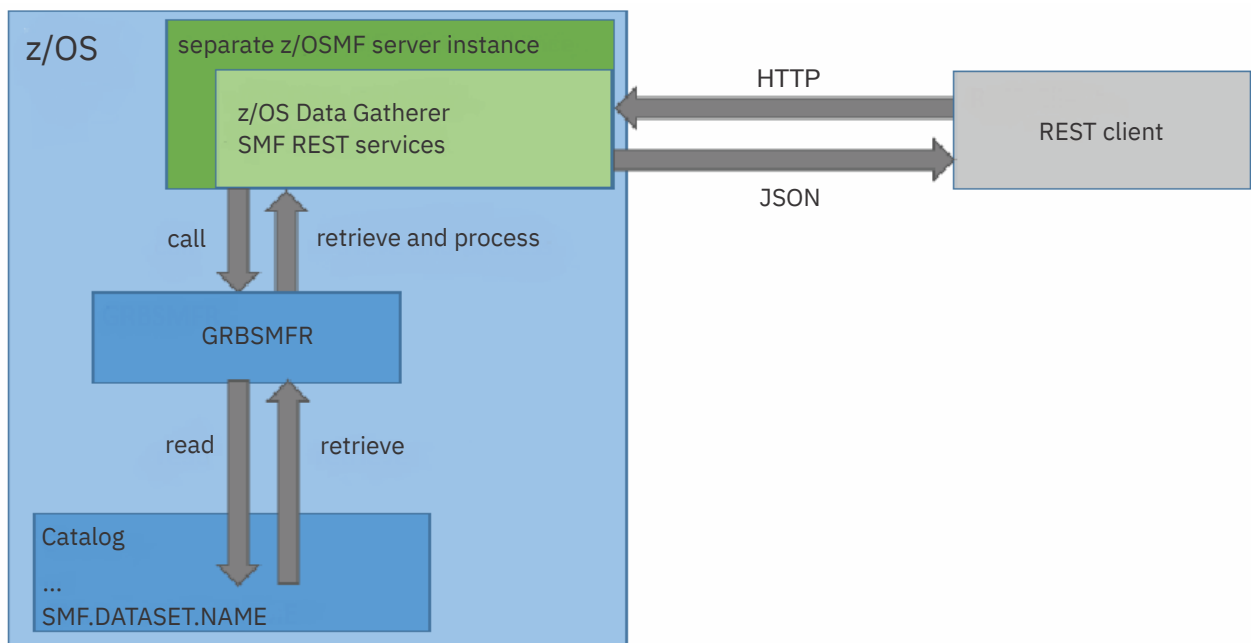 z/OS
separate z/OSMF server instance
z/OS Data Gatherer
SMF REST services
HTTP
REST client
JSON
call
retrieve and process
GRBSMFR
read
retrieve
Catalog
...
SMF.DATASET.NAME